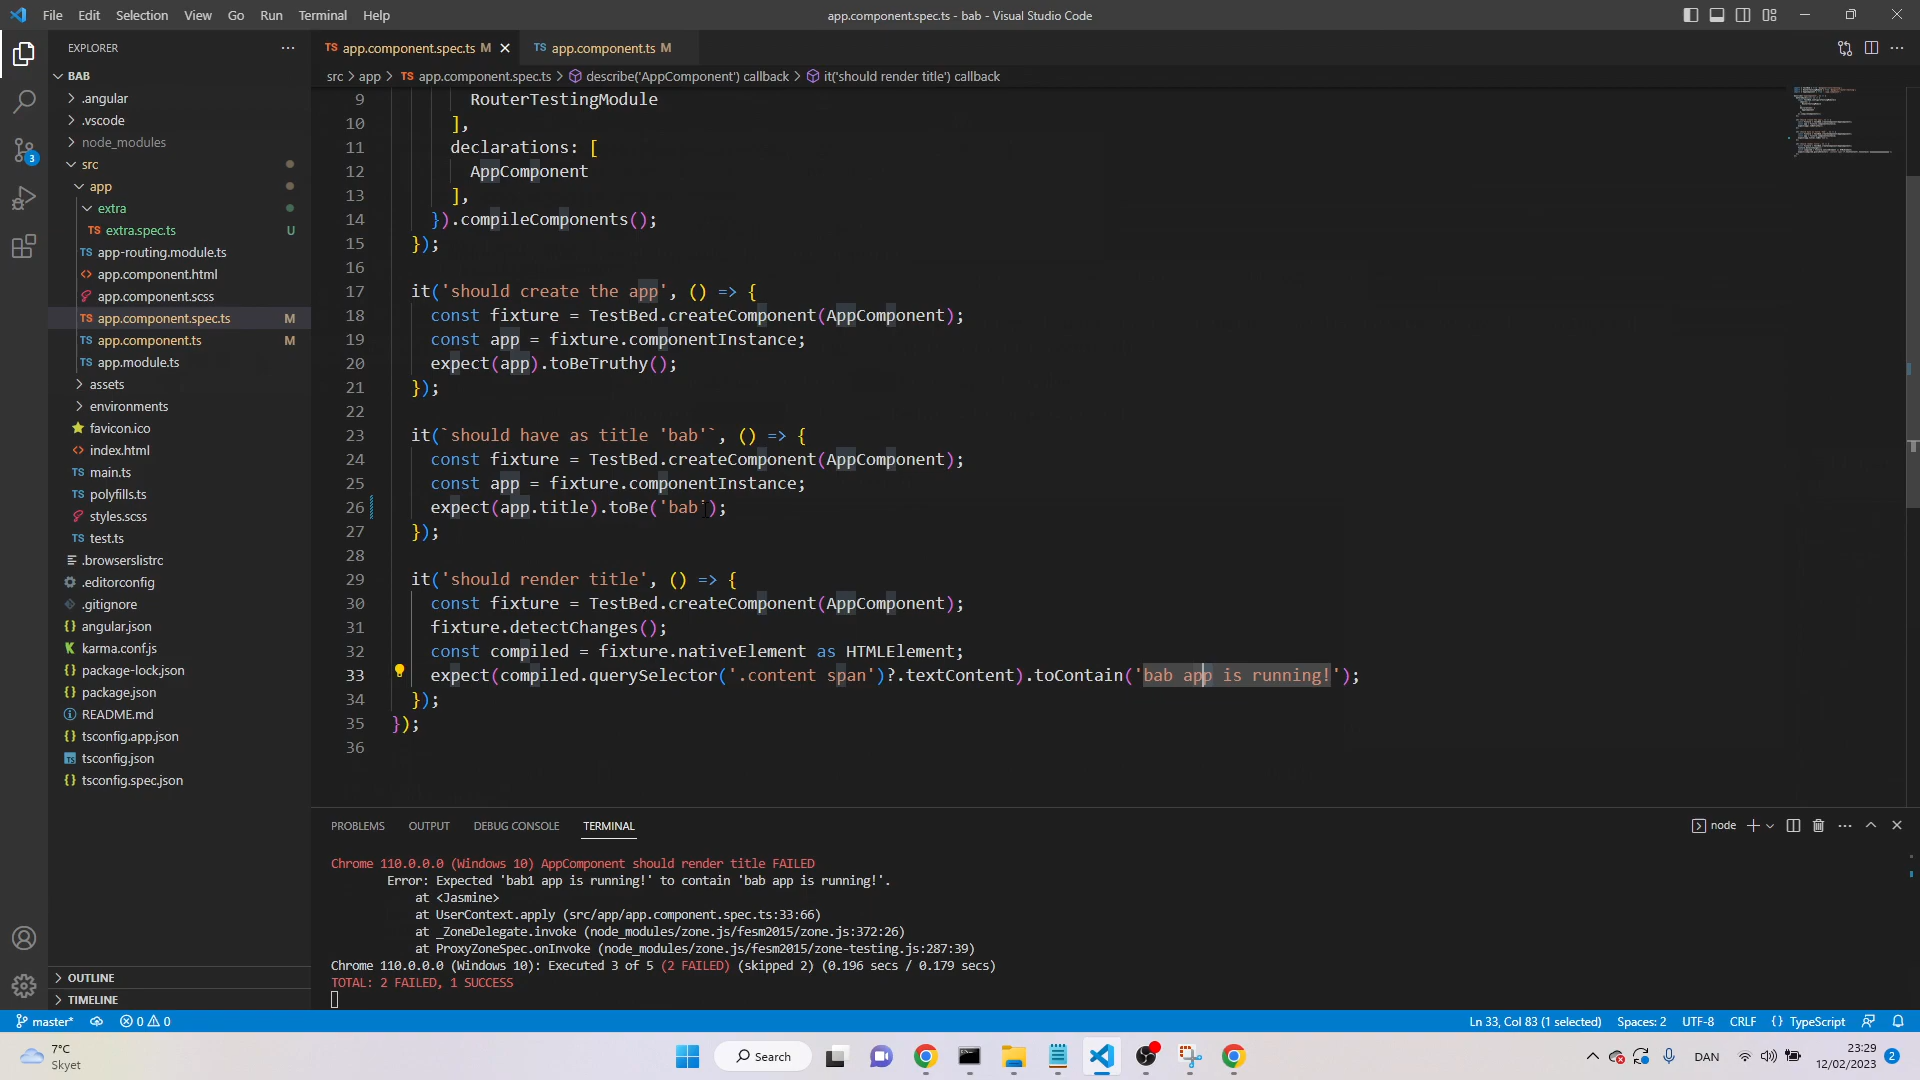 File Edit Selection View Go Run Terminal Help
app.component.spec.ts - bab - Visual Studio Code
EXPLORER
BAB
.angular
.vscode
node_modules
src
app
extra
TS extra.spec.ts U
TS app-routing.module.ts
app.component.html
app.component.scss
TS app.component.spec.ts M
TS app.component.ts M
TS app.module.ts
assets
environments
favicon.ico
index.html
TS main.ts
TS polyfills.ts
styles.scss
TS test.ts
.browserslistrc
.editorconfig
.gitignore
angular.json
karma.conf.js
package-lock.json
package.json
README.md
tsconfig.app.json
tsconfig.json
tsconfig.spec.json
OUTLINE
TIMELINE
3
TS app.component.spec.ts M
TS app.component.ts M
src > app > TS app.component.spec.ts > describe('AppComponent') callback > it('should render title') callback
9 RouterTestingModule
10 ],
11 declarations: [
12 AppComponent
13 ],
14 }).compileComponents();
15 });
16
17 it('should create the app', () => {
18 const fixture = TestBed.createComponent(AppComponent);
19 const app = fixture.componentInstance;
20 expect(app).toBeTruthy();
21 });
22
23 it(`should have as title 'bab'`, () => {
24 const fixture = TestBed.createComponent(AppComponent);
25 const app = fixture.componentInstance;
26 expect(app.title).toBe('bab');
27 });
28
29 it('should render title', () => {
30 const fixture = TestBed.createComponent(AppComponent);
31 fixture.detectChanges();
32 const compiled = fixture.nativeElement as HTMLElement;
33 expect(compiled.querySelector('.content span')?.textContent).toContain('bab app is running!');
34 });
35 });
36
PROBLEMS OUTPUT DEBUG CONSOLE TERMINAL
node
Chrome 110.0.0.0 (Windows 10) AppComponent should render title FAILED
Error: Expected 'bab1 app is running!' to contain 'bab app is running!'.
at <Jasmine>
at UserContext.apply (src/app/app.component.spec.ts:33:66)
at _ZoneDelegate.invoke (node_modules/zone.js/fesm2015/zone.js:372:26)
at ProxyZoneSpec.onInvoke (node_modules/zone.js/fesm2015/zone-testing.js:287:39)
Chrome 110.0.0.0 (Windows 10): Executed 3 of 5 (2 FAILED) (skipped 2) (0.196 secs / 0.179 secs)
TOTAL: 2 FAILED, 1 SUCCESS
master* 0 0
Ln 33, Col 83 (1 selected) Spaces: 2 UTF-8 CRLF {} TypeScript
7°C
Skyet
Search
DAN
23:29
12/02/2023
2